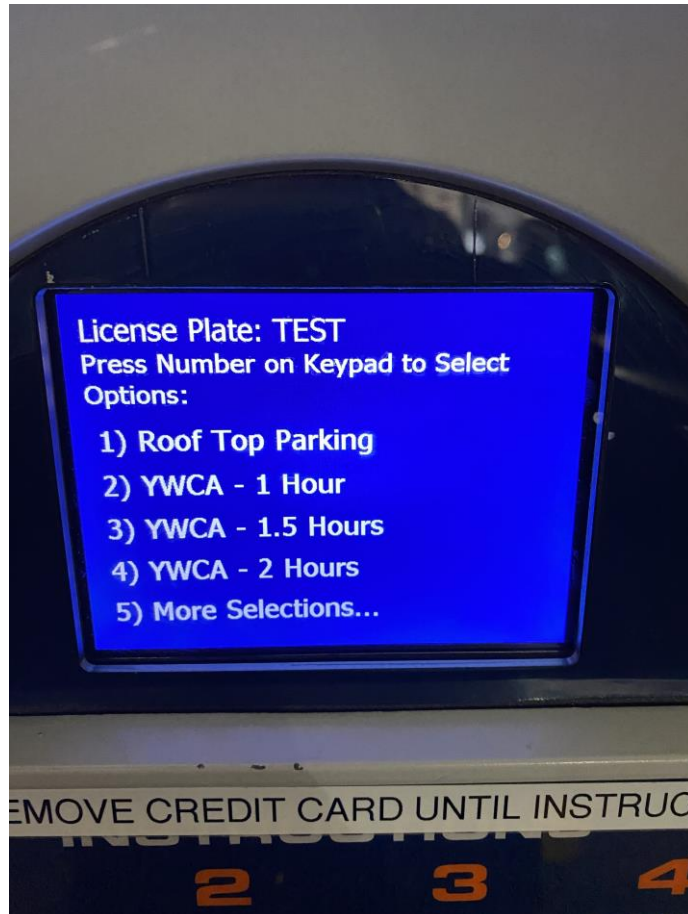 License Plate: TEST
Press Number on Keypad to Select
Options:
1) Roof Top Parking
2) YWCA - 1 Hour
3) YWCA - 1.5 Hours
4) YWCA - 2 Hours
5) More Selections...
EMOVE CREDIT CARD UNTIL INSTRUC
INSTRUCTIONS
2 3 4